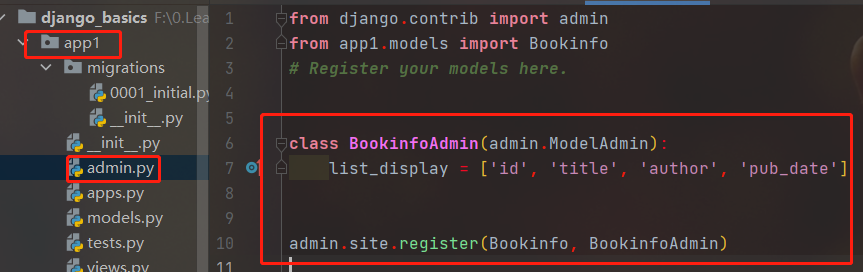 django_basics F:\0.Lea
app1
migrations
0001_initial.py
__init__.py
__init__.py
admin.py
apps.py
models.py
tests.py
views.py
1 from django.contrib import admin
2 from app1.models import Bookinfo
3 # Register your models here.
4
5
6 class BookinfoAdmin(admin.ModelAdmin):
7 list_display = ['id', 'title', 'author', 'pub_date']
8
9
10 admin.site.register(Bookinfo, BookinfoAdmin)
11